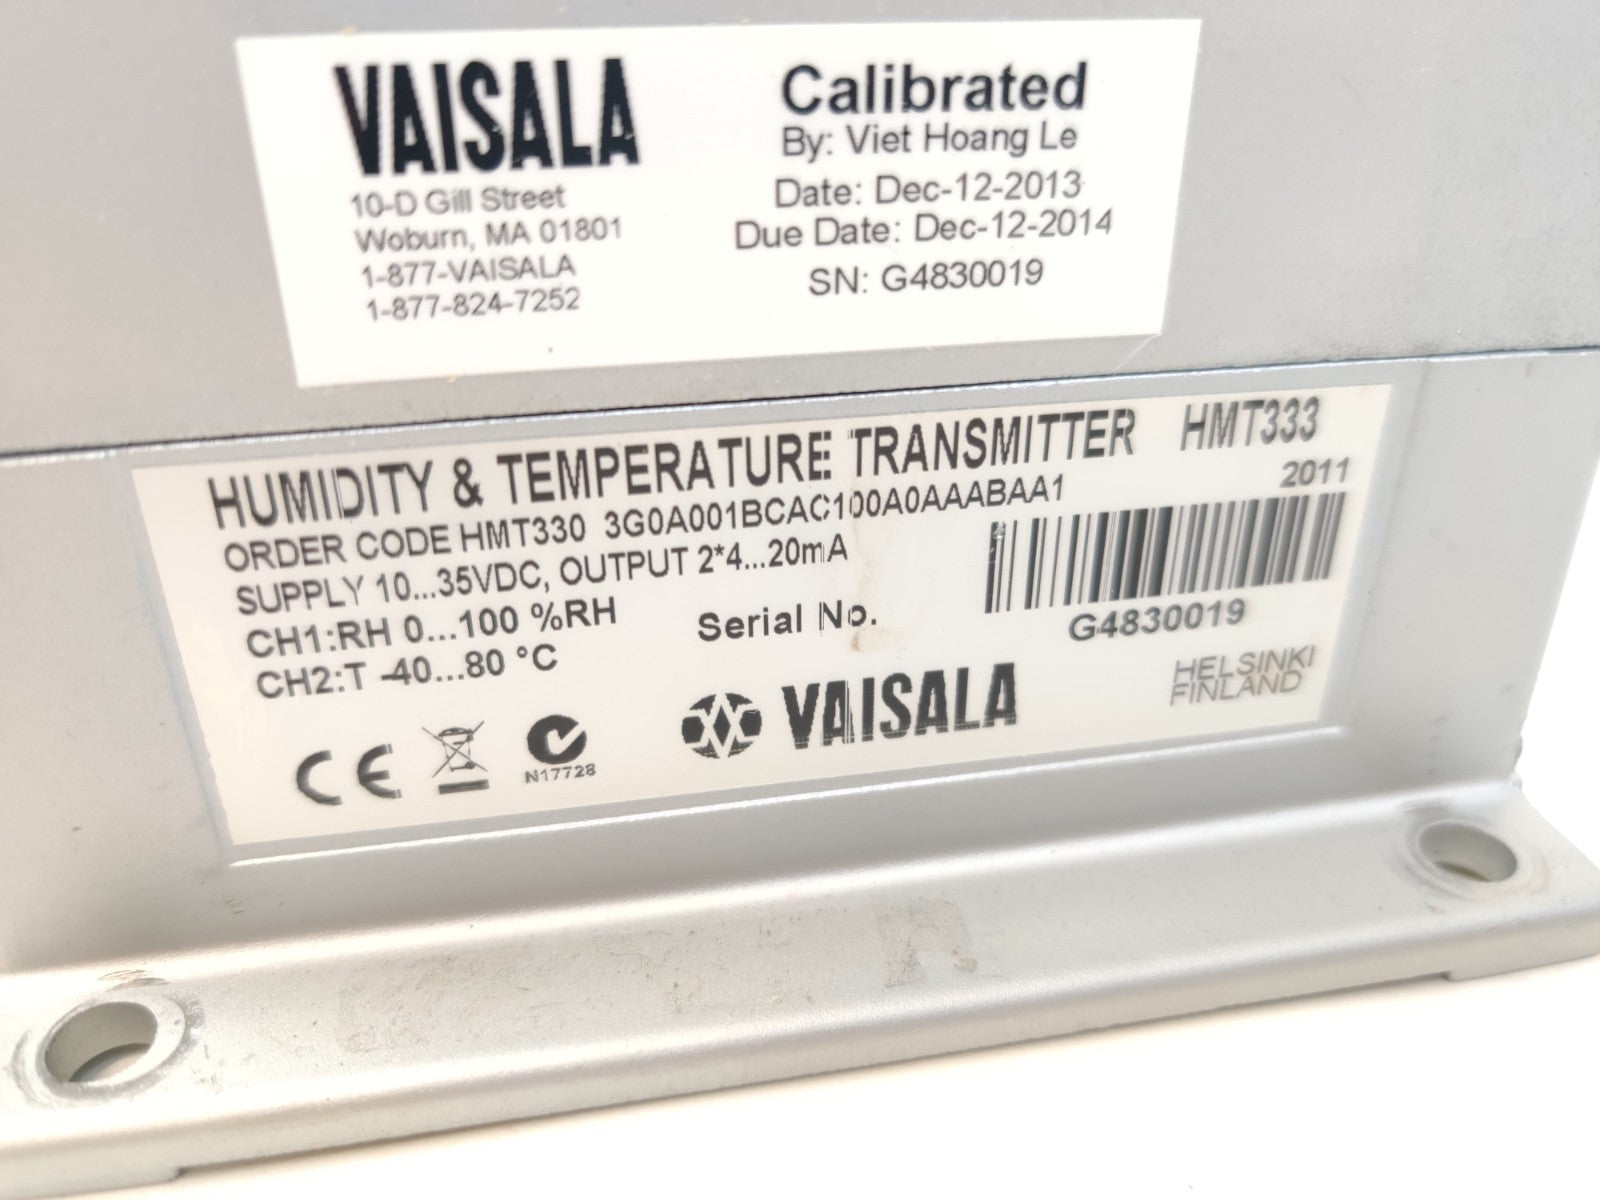 VAISALA
10-D Gill Street
Woburn, MA 01801
1-877-VAISALA
1-877-824-7252
Calibrated
By: Viet Hoang Le
Date: Dec-12-2013
Due Date: Dec-12-2014
SN: G4830019
HUMIDITY & TEMPERATURE TRANSMITTER HMT333
2011
ORDER CODE HMT330 3G0A001BCAC100A0AAABAA1
SUPPLY 10...35VDC, OUTPUT 2*4...20mA
CH1:RH 0...100 %RH
CH2:T -40...80 °C
Serial No.
G4830019
CE
N17728
VAISALA
HELSINKI
FINLAND